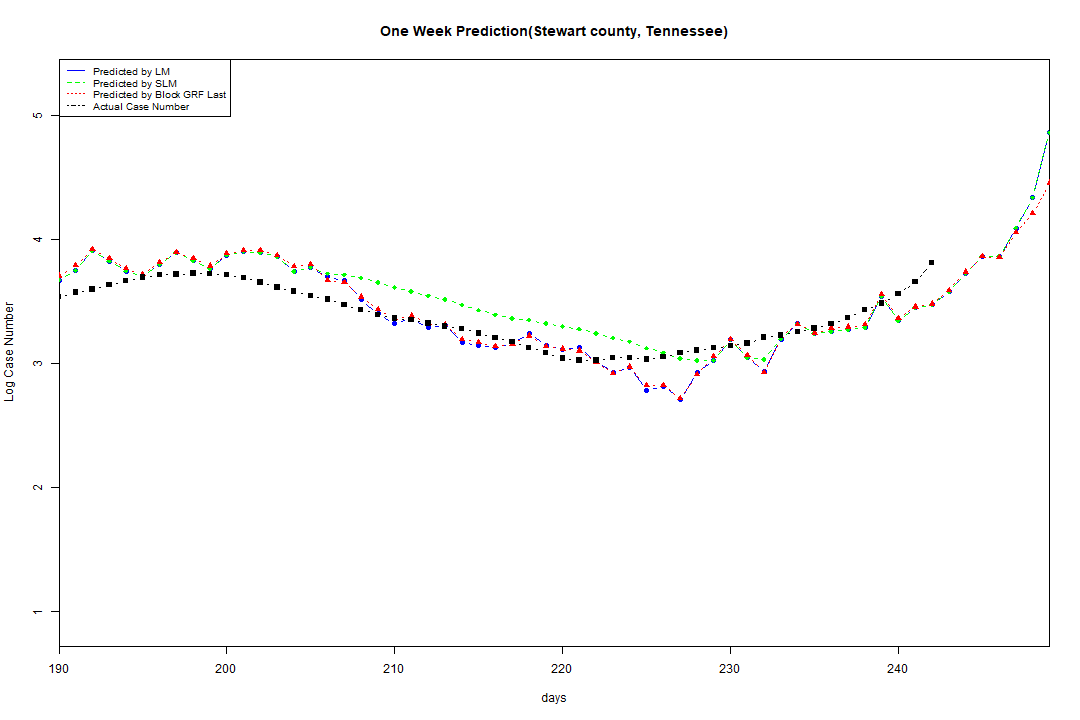 One Week Prediction(Stewart county, Tennessee)
Predicted by LM
Predicted by SLM
Predicted by Block GRF Last
Actual Case Number
5
4
3
2
1
Log Case Number
190 200 210 220 230 240
days